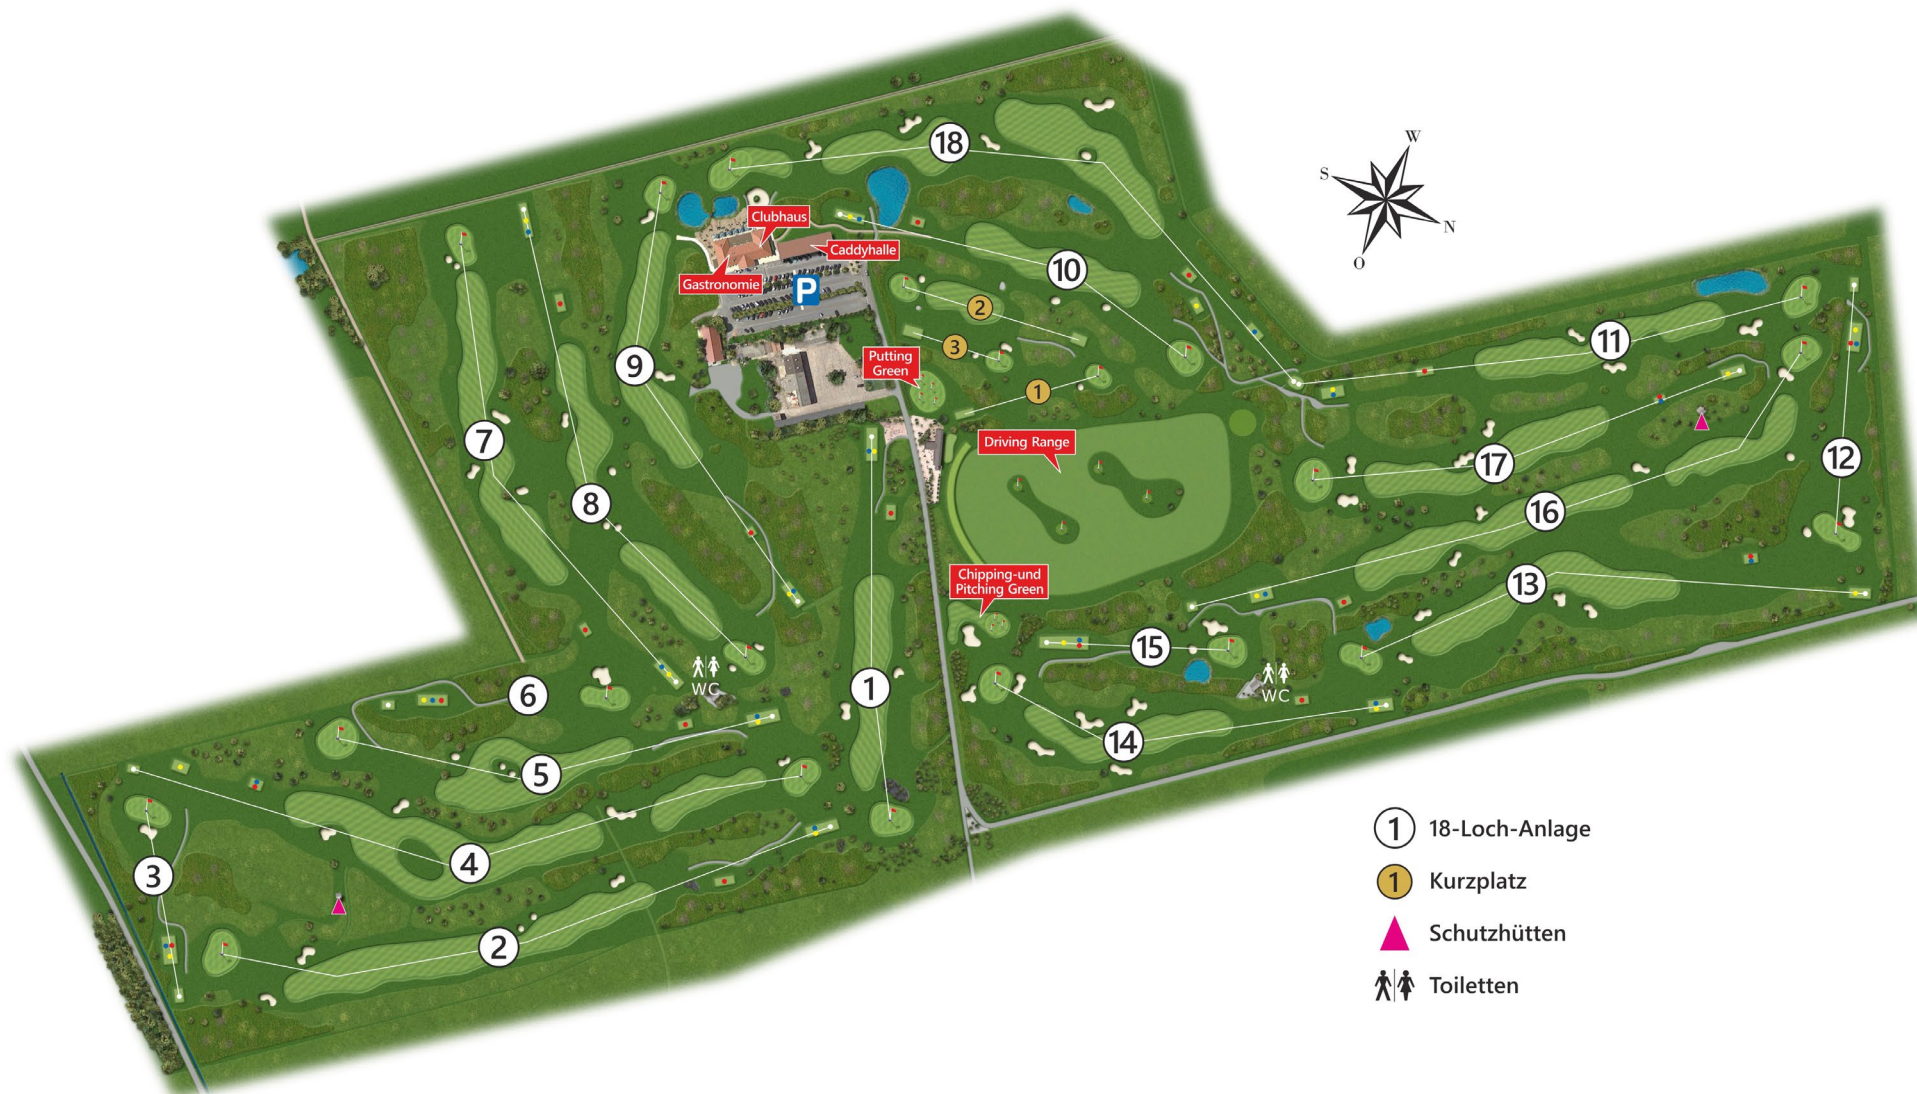 18
W
S
N
O
Clubhaus
Caddyhalle
Gastronomie
P
10
2
3
1
11
9
Putting
Green
7
8
Driving Range
17
12
16
13
Chipping-und
Pitching Green
15
WC
WC
6
1
14
5
4
3
2
1 18-Loch-Anlage
1 Kurzplatz
Schutzhütten
Toiletten